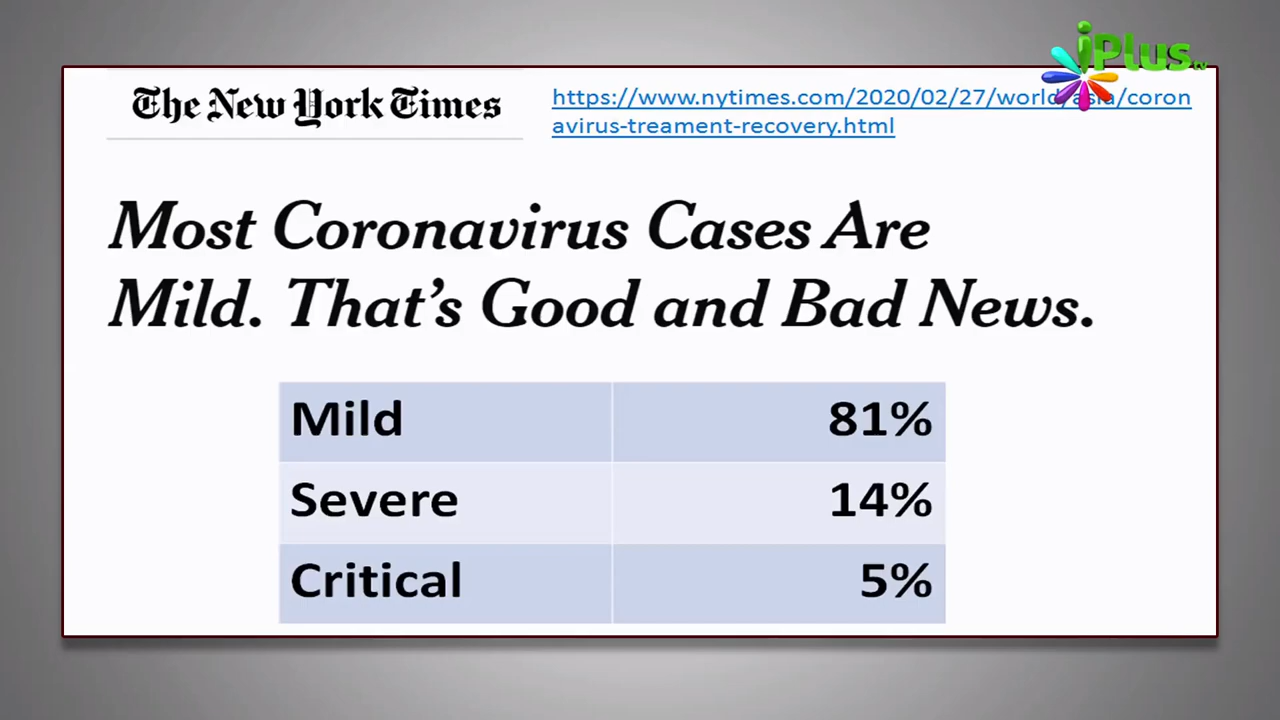 iPlus tv
The New York Times
https://www.nytimes.com/2020/02/27/world/asia/coron
avirus-treament-recovery.html
Most Coronavirus Cases Are
Mild. That's Good and Bad News.
Mild 81%
Severe 14%
Critical 5%